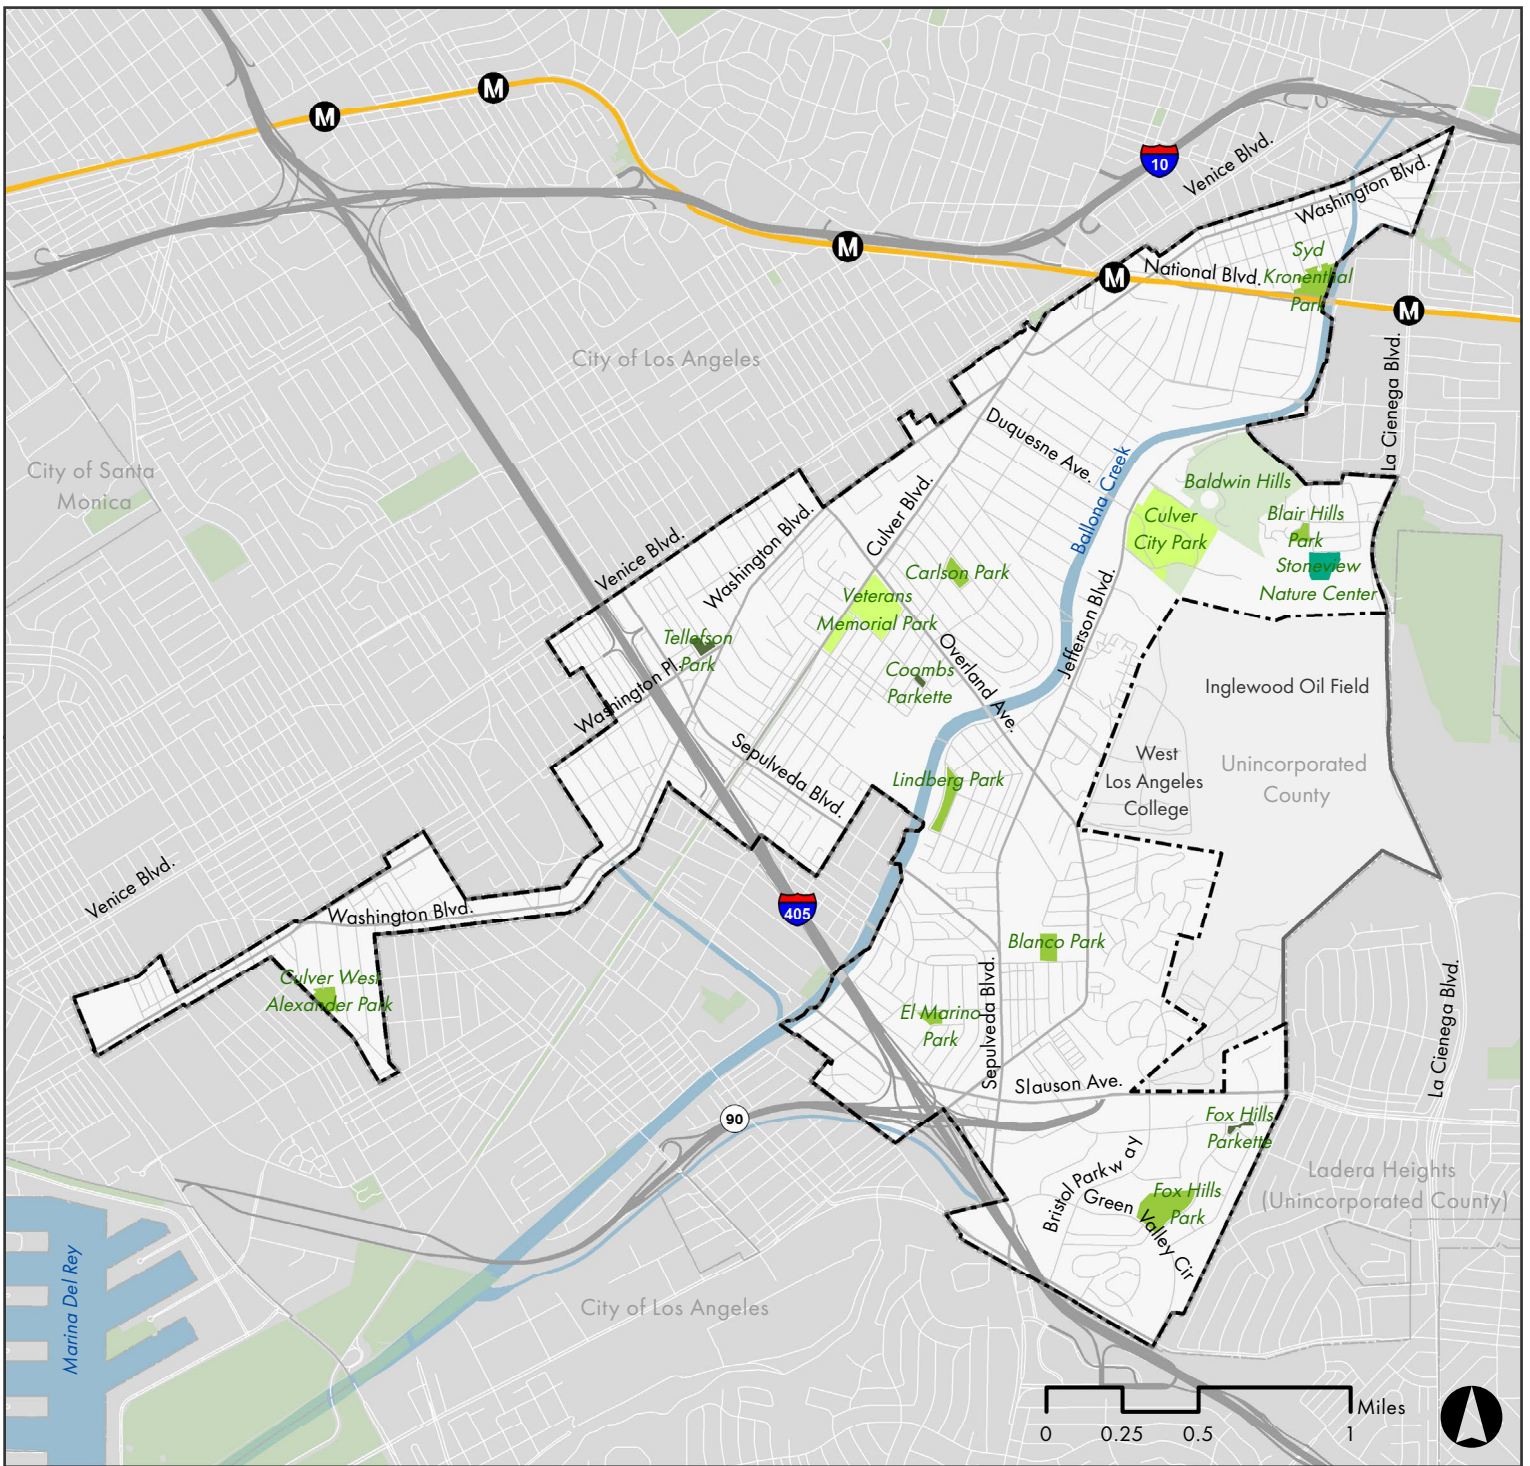 M
M
10
Venice Blvd.
Washington Blvd.
M
M
National Blvd.
Syd
Kronenthal
Park
M
City of Los Angeles
La Cienega Blvd.
City of Santa
Monica
Duquesne Ave.
Ballona Creek
Baldwin Hills
Culver
City Park
Blair Hills
Park
Stoneview
Nature Center
Culver Blvd.
Venice Blvd.
Washington Blvd.
Carlson Park
Veterans
Memorial Park
Tellefson
Park
Washington Pl.
Coombs
Parkette
Overland Ave.
Jefferson Blvd.
Inglewood Oil Field
West
Los Angeles
College
Unincorporated
County
Sepulveda Blvd.
Lindberg Park
Venice Blvd.
Washington Blvd.
405
Culver West
Alexander Park
Blanco Park
El Marino
Park
Sepulveda Blvd.
La Cienega Blvd.
Slauson Ave.
90
Fox Hills
Parkette
Bristol Parkw ay
Green Valley Cir
Fox Hills
Park
Ladera Heights
(Unincorporated County)
Marina Del Rey
City of Los Angeles
Miles
0 0.25 0.5 1